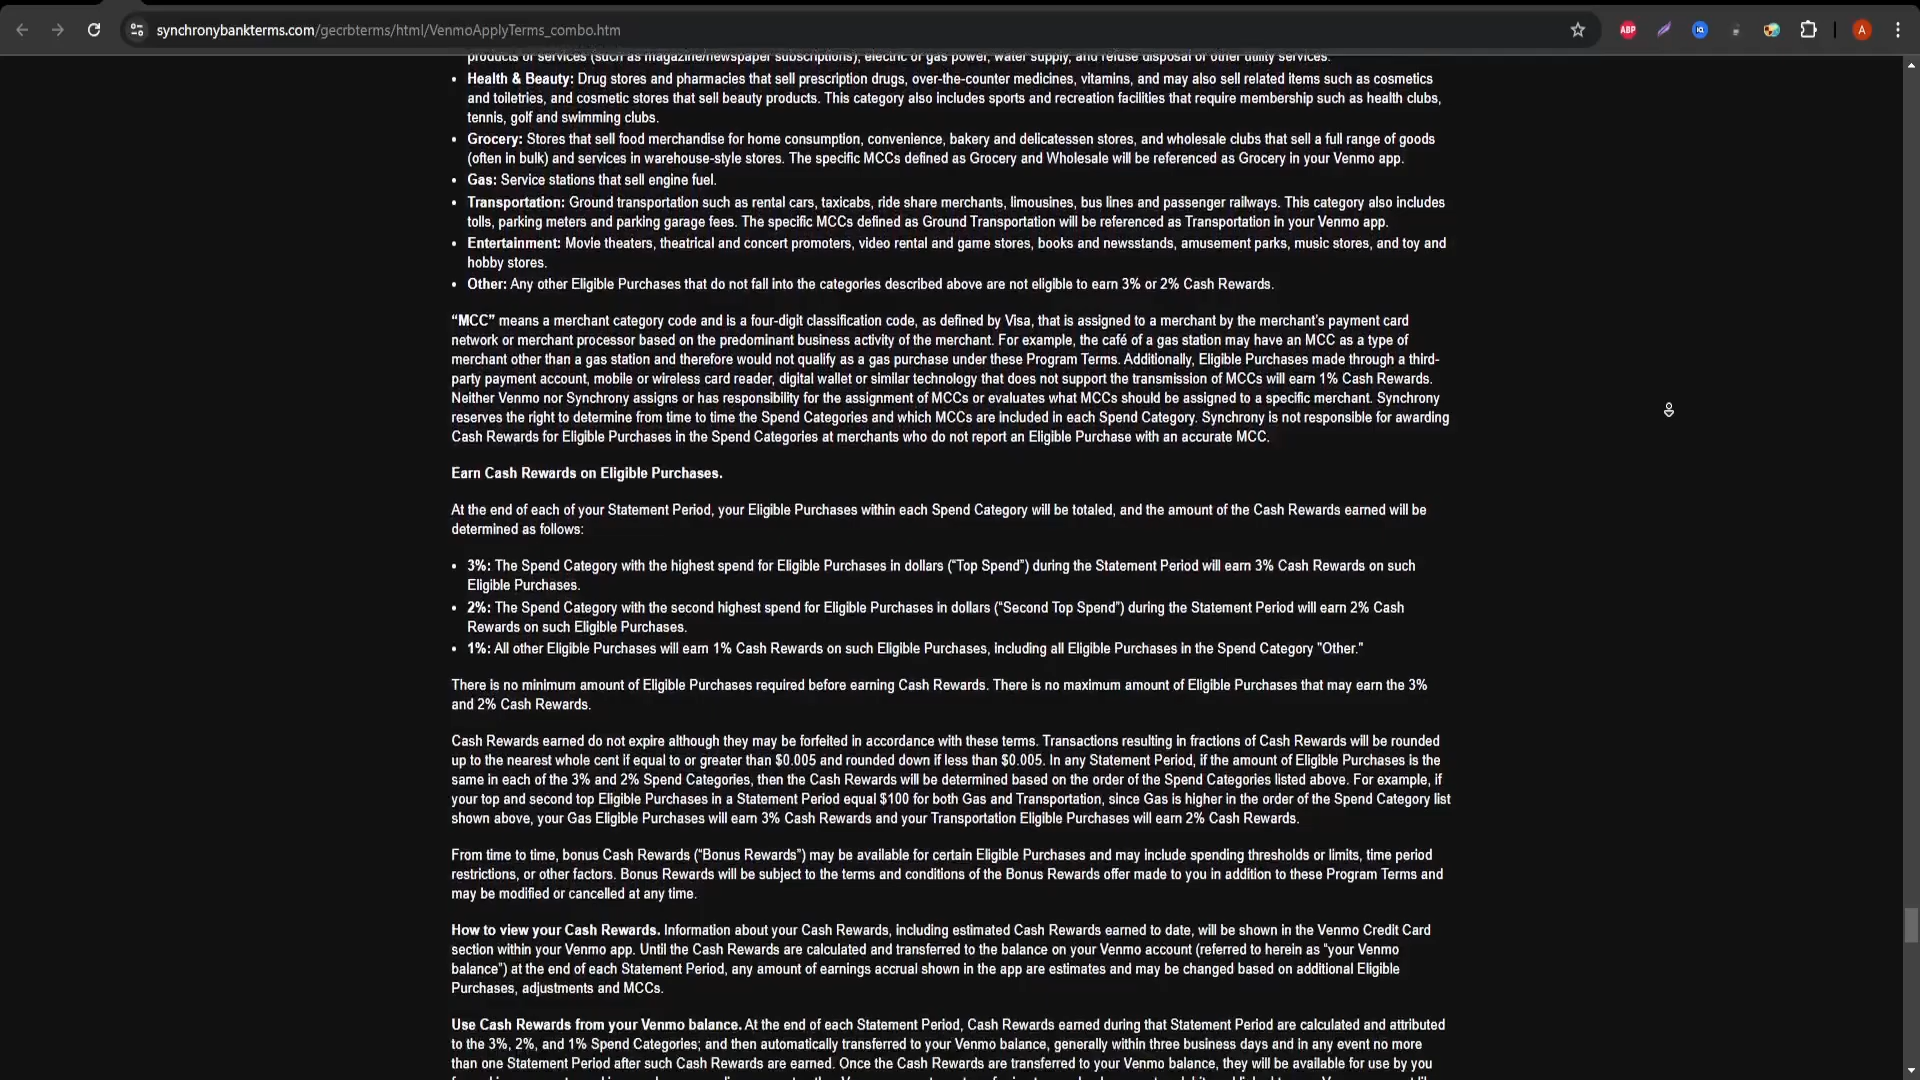 synchronybankterms.com/gecrbterms/html/VenmoApplyTerms_combo.htm
ABP
A
products or services (such as magazine/newspaper subscriptions), electric or gas power, water supply, and refuse disposal or other utility services.
• Health & Beauty: Drug stores and pharmacies that sell prescription drugs, over-the-counter medicines, vitamins, and may also sell related items such as cosmetics
and toiletries, and cosmetic stores that sell beauty products. This category also includes sports and recreation facilities that require membership such as health clubs,
tennis, golf and swimming clubs.
• Grocery: Stores that sell food merchandise for home consumption, convenience, bakery and delicatessen stores, and wholesale clubs that sell a full range of goods
(often in bulk) and services in warehouse-style stores. The specific MCCs defined as Grocery and Wholesale will be referenced as Grocery in your Venmo app.
• Gas: Service stations that sell engine fuel.
• Transportation: Ground transportation such as rental cars, taxicabs, ride share merchants, limousines, bus lines and passenger railways. This category also includes
tolls, parking meters and parking garage fees. The specific MCCs defined as Ground Transportation will be referenced as Transportation in your Venmo app.
• Entertainment: Movie theaters, theatrical and concert promoters, video rental and game stores, books and newsstands, amusement parks, music stores, and toy and
hobby stores.
• Other: Any other Eligible Purchases that do not fall into the categories described above are not eligible to earn 3% or 2% Cash Rewards.
“MCC” means a merchant category code and is a four-digit classification code, as defined by Visa, that is assigned to a merchant by the merchant's payment card
network or merchant processor based on the predominant business activity of the merchant. For example, the café of a gas station may have an MCC as a type of
merchant other than a gas station and therefore would not qualify as a gas purchase under these Program Terms. Additionally, Eligible Purchases made through a third-
party payment account, mobile or wireless card reader, digital wallet or similar technology that does not support the transmission of MCCs will earn 1% Cash Rewards.
Neither Venmo nor Synchrony assigns or has responsibility for the assignment of MCCs or evaluates what MCCs should be assigned to a specific merchant. Synchrony
reserves the right to determine from time to time the Spend Categories and which MCCs are included in each Spend Category. Synchrony is not responsible for awarding
Cash Rewards for Eligible Purchases in the Spend Categories at merchants who do not report an Eligible Purchase with an accurate MCC.
Earn Cash Rewards on Eligible Purchases.
At the end of each of your Statement Period, your Eligible Purchases within each Spend Category will be totaled, and the amount of the Cash Rewards earned will be
determined as follows:
• 3%: The Spend Category with the highest spend for Eligible Purchases in dollars (“Top Spend”) during the Statement Period will earn 3% Cash Rewards on such
Eligible Purchases.
• 2%: The Spend Category with the second highest spend for Eligible Purchases in dollars (“Second Top Spend”) during the Statement Period will earn 2% Cash
Rewards on such Eligible Purchases.
• 1%: All other Eligible Purchases will earn 1% Cash Rewards on such Eligible Purchases, including all Eligible Purchases in the Spend Category "Other."
There is no minimum amount of Eligible Purchases required before earning Cash Rewards. There is no maximum amount of Eligible Purchases that may earn the 3%
and 2% Cash Rewards.
Cash Rewards earned do not expire although they may be forfeited in accordance with these terms. Transactions resulting in fractions of Cash Rewards will be rounded
up to the nearest whole cent if equal to or greater than $0.005 and rounded down if less than $0.005. In any Statement Period, if the amount of Eligible Purchases is the
same in each of the 3% and 2% Spend Categories, then the Cash Rewards will be determined based on the order of the Spend Categories listed above. For example, if
your top and second top Eligible Purchases in a Statement Period equal $100 for both Gas and Transportation, since Gas is higher in the order of the Spend Category list
shown above, your Gas Eligible Purchases will earn 3% Cash Rewards and your Transportation Eligible Purchases will earn 2% Cash Rewards.
From time to time, bonus Cash Rewards (“Bonus Rewards”) may be available for certain Eligible Purchases and may include spending thresholds or limits, time period
restrictions, or other factors. Bonus Rewards will be subject to the terms and conditions of the Bonus Rewards offer made to you in addition to these Program Terms and
may be modified or cancelled at any time.
How to view your Cash Rewards. Information about your Cash Rewards, including estimated Cash Rewards earned to date, will be shown in the Venmo Credit Card
section within your Venmo app. Until the Cash Rewards are calculated and transferred to the balance on your Venmo account (referred to herein as “your Venmo
balance”) at the end of each Statement Period, any amount of earnings accrual shown in the app are estimates and may be changed based on additional Eligible
Purchases, adjustments and MCCs.
Use Cash Rewards from your Venmo balance. At the end of each Statement Period, Cash Rewards earned during that Statement Period are calculated and attributed
to the 3%, 2%, and 1% Spend Categories; and then automatically transferred to your Venmo balance, generally within three business days and in any event no more
than one Statement Period after such Cash Rewards are earned. Once the Cash Rewards are transferred to your Venmo balance, they will be available for use by you